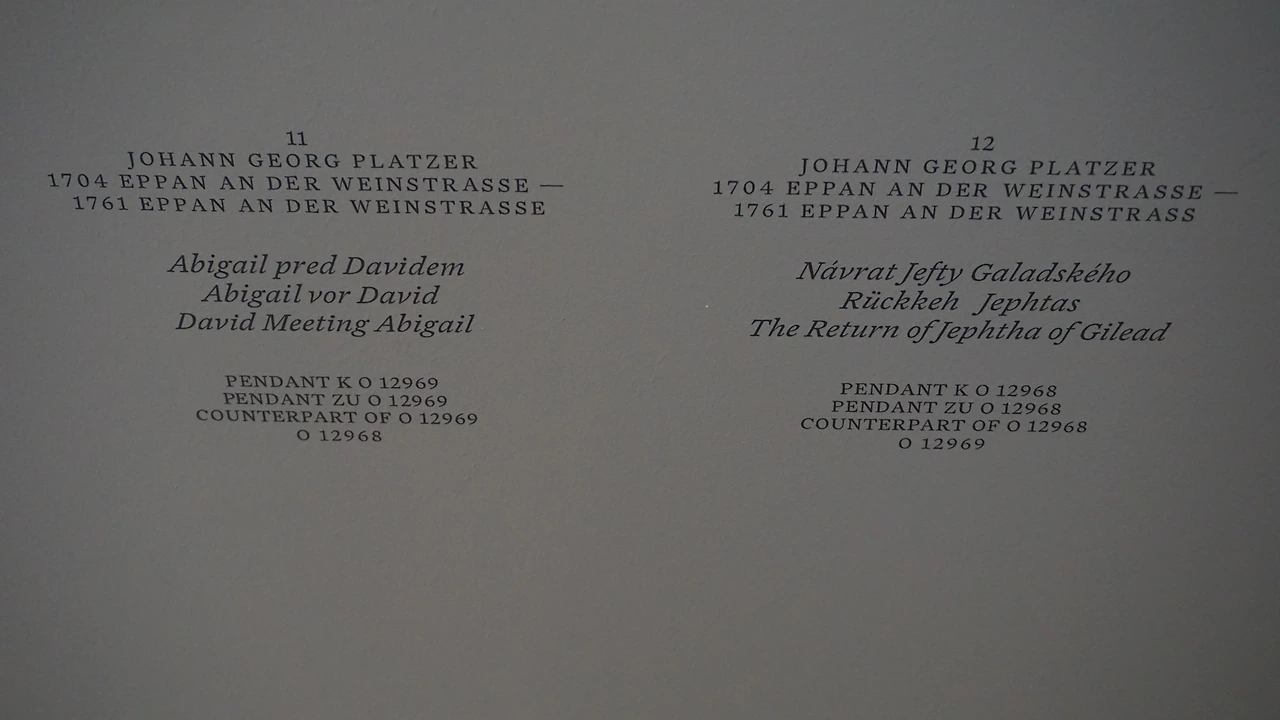 11
JOHANN GEORG PLATZER
1704 EPPAN AN DER WEINSTRASSE —
1761 EPPAN AN DER WEINSTRASSE
Abigail pred Davidem
Abigail vor David
David Meeting Abigail
PENDANT K O 12969
PENDANT ZU O 12969
COUNTERPART OF O 12969
O 12968
12
JOHANN GEORG PLATZER
1704 EPPAN AN DER WEINSTRASSE —
1761 EPPAN AN DER WEINSTRASS
Návrat Jefty Galadského
Rückkeh Jephtas
The Return of Jephtha of Gilead
PENDANT K O 12968
PENDANT ZU O 12968
COUNTERPART OF O 12968
O 12969